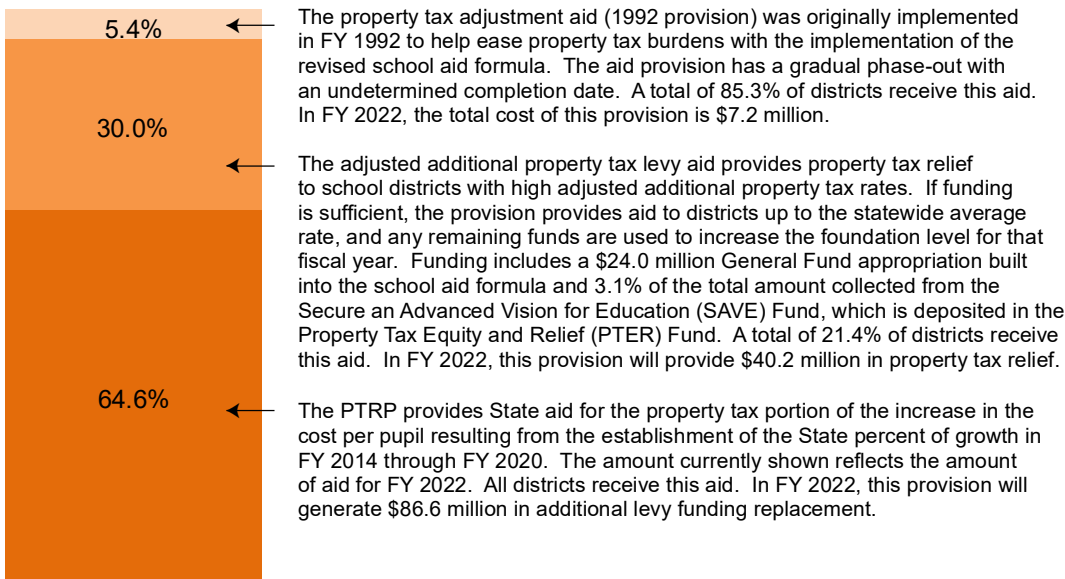 5.4%
The property tax adjustment aid (1992 provision) was originally implemented
in FY 1992 to help ease property tax burdens with the implementation of the
revised school aid formula.  The aid provision has a gradual phase-out with
an undetermined completion date.  A total of 85.3% of districts receive this aid.
In FY 2022, the total cost of this provision is $7.2 million.
30.0%
The adjusted additional property tax levy aid provides property tax relief
to school districts with high adjusted additional property tax rates.  If funding
is sufficient, the provision provides aid to districts up to the statewide average
rate, and any remaining funds are used to increase the foundation level for that
fiscal year.  Funding includes a $24.0 million General Fund appropriation built
into the school aid formula and 3.1% of the total amount collected from the
Secure an Advanced Vision for Education (SAVE) Fund, which is deposited in the
Property Tax Equity and Relief (PTER) Fund.  A total of 21.4% of districts receive
this aid.  In FY 2022, this provision will provide $40.2 million in property tax relief.
64.6%
The PTRP provides State aid for the property tax portion of the increase in the
cost per pupil resulting from the establishment of the State percent of growth in
FY 2014 through FY 2020.  The amount currently shown reflects the amount
of aid for FY 2022.  All districts receive this aid.  In FY 2022, this provision will
generate $86.6 million in additional levy funding replacement.